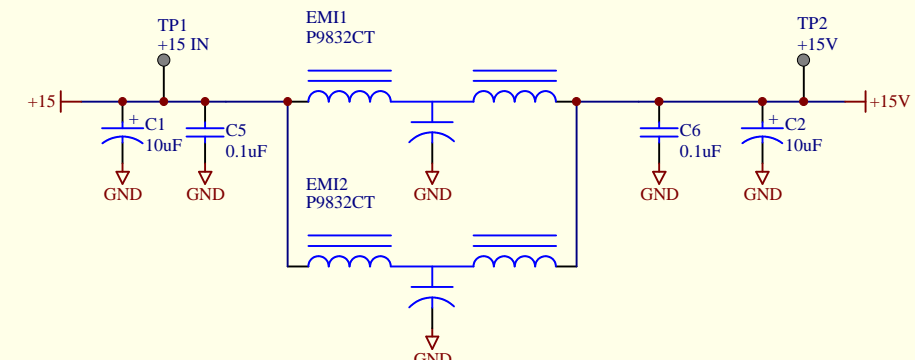 EMI1
P9832CT
TP1
+15 IN
TP2
+15V
+15
+15V
+ C1
10uF
C5
0.1uF
C6
0.1uF
+ C2
10uF
GND
GND
GND
GND
GND
EMI2
P9832CT
GND